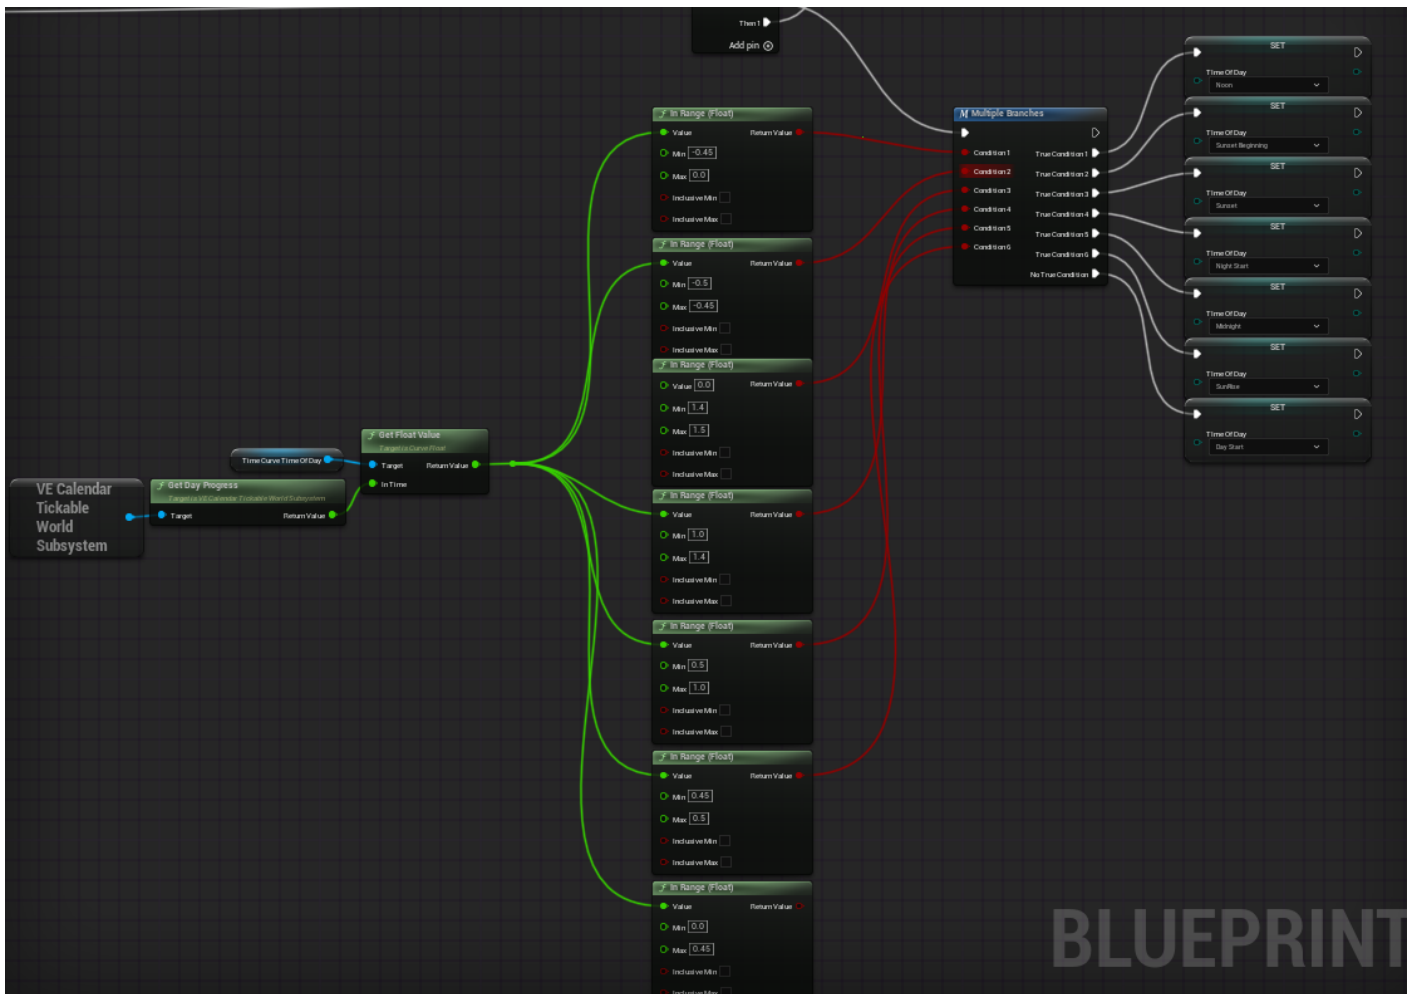 Then 1
Add pin
In Range (Float)
Value
Return Value
Min -0.45
Max 0.0
Inclusive Min
Inclusive Max
In Range (Float)
Value
Return Value
Min -0.5
Max -0.45
Inclusive Min
Inclusive Max
In Range (Float)
Value 0.0
Return Value
Min 1.4
Max 1.5
Inclusive Min
Inclusive Max
In Range (Float)
Value
Return Value
Min 1.0
Max 1.4
Inclusive Min
Inclusive Max
In Range (Float)
Value
Return Value
Min 0.5
Max 1.0
Inclusive Min
Inclusive Max
In Range (Float)
Value
Return Value
Min 0.45
Max 0.5
Inclusive Min
Inclusive Max
In Range (Float)
Value
Return Value
Min 0.0
Max 0.45
Inclusive Min
Inclusive Max
Time Curve Time Of Day
Get Float Value
Target is Curve Float
Target
Return Value
In Time
VE Calendar
Tickable
World
Subsystem
Get Day Progress
Target is VE Calendar Tickable World Subsystem
Target
Return Value
M Multiple Branches
Condition 1
True Condition 1
Condition 2
True Condition 2
Condition 3
True Condition 3
Condition 4
True Condition 4
Condition 5
True Condition 5
Condition 6
True Condition 6
No True Condition
SET
Time Of Day
Noon
SET
Time Of Day
Sunset Beginning
SET
Time Of Day
Sunset
SET
Time Of Day
Night Start
SET
Time Of Day
Midnight
SET
Time Of Day
SunRise
SET
Time Of Day
Day Start
BLUEPRINT